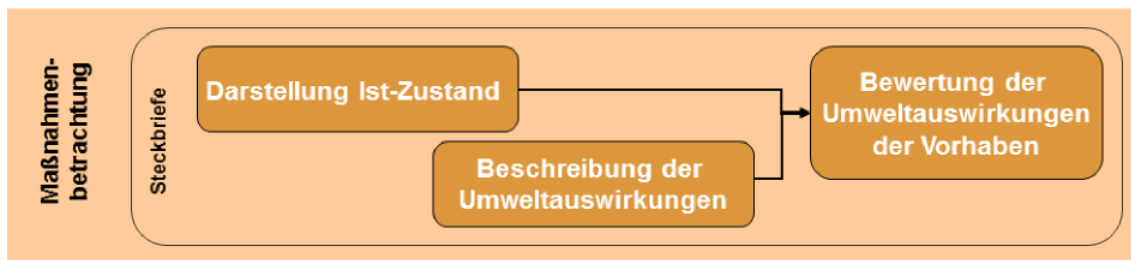 Maßnahmen-
betrachtung
Steckbriefe
Darstellung Ist-Zustand
Beschreibung der
Umweltauswirkungen
Bewertung der
Umweltauswirkungen
der Vorhaben